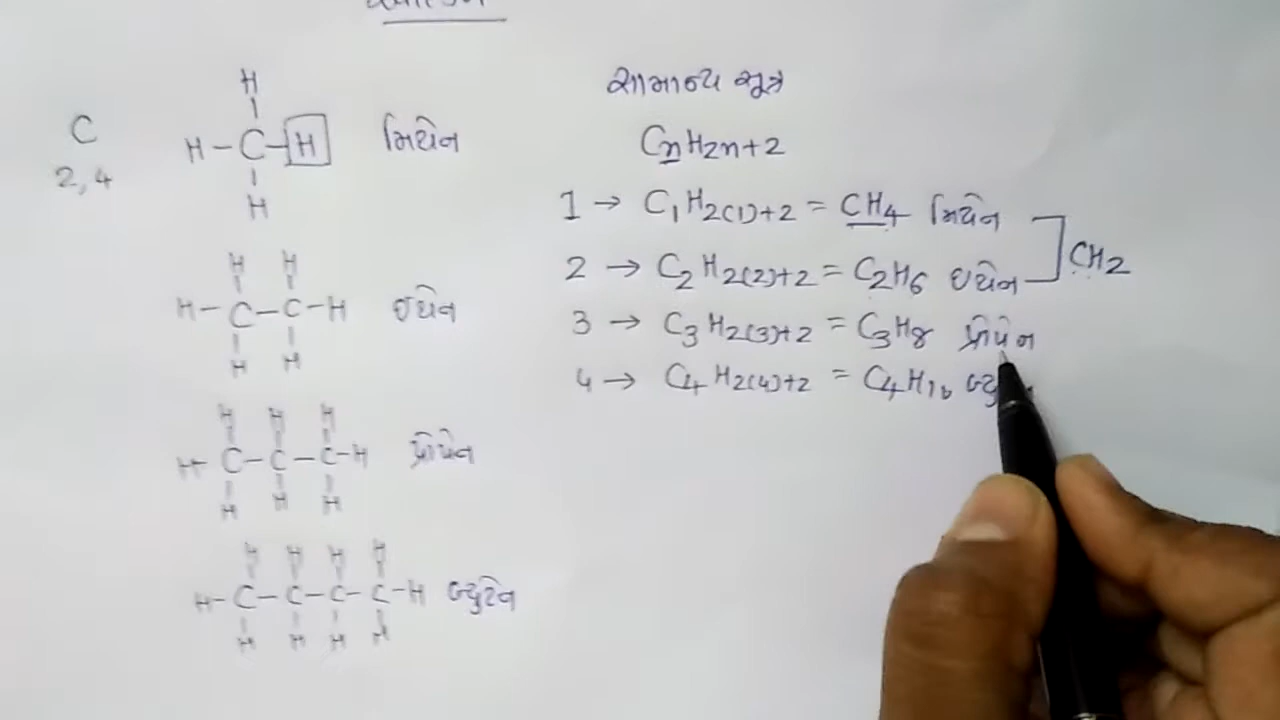 C
2,4
H
H - C - H મિથેન
H
H H
H - C - C - H ઇથેન
H H
H H H
H - C - C - C - H પ્રોપેન
H H H
H H H H
H - C - C - C - C - H બ્યુટેન
H H H H
સામાન્ય સૂત્ર
CnH2n+2
1 → C1H2(1)+2 = CH4 મિથેન
2 → C2H2(2)+2 = C2H6 ઇથેન
CH2
3 → C3H2(3)+2 = C3H8 પ્રોપેન
4 → C4H2(4)+2 = C4H10